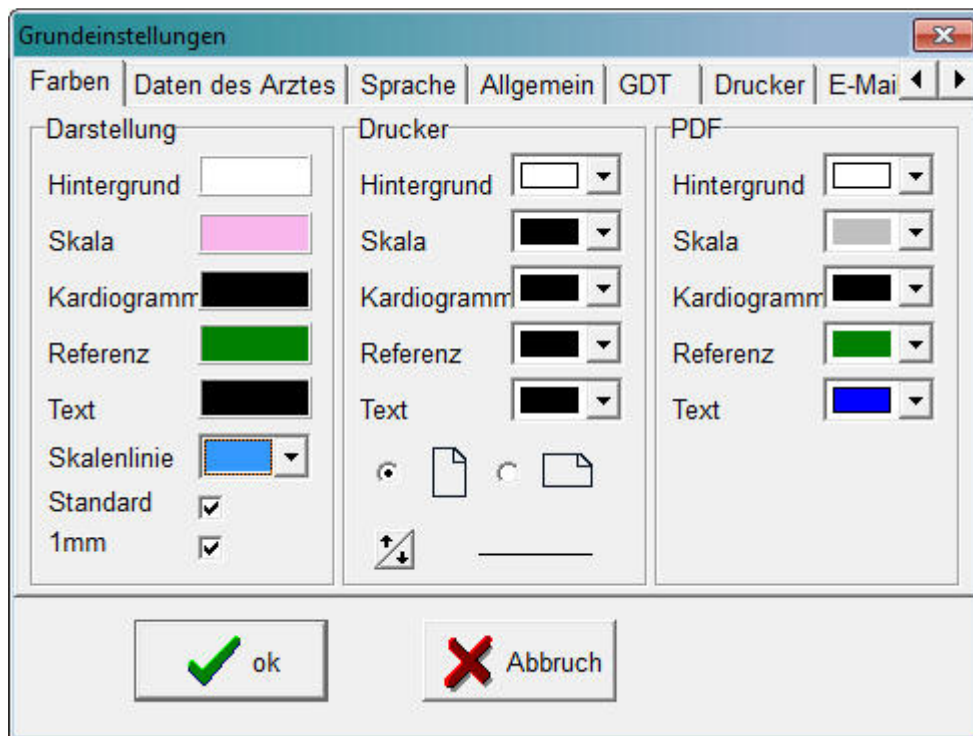 Grundeinstellungen
Farben Daten des Arztes Sprache Allgemein GDT Drucker E-Mai
Darstellung
Hintergrund
Skala
Kardiogramm
Referenz
Text
Skalenlinie
Standard
1mm
Drucker
Hintergrund
Skala
Kardiogramm
Referenz
Text
PDF
Hintergrund
Skala
Kardiogramm
Referenz
Text
ok Abbruch